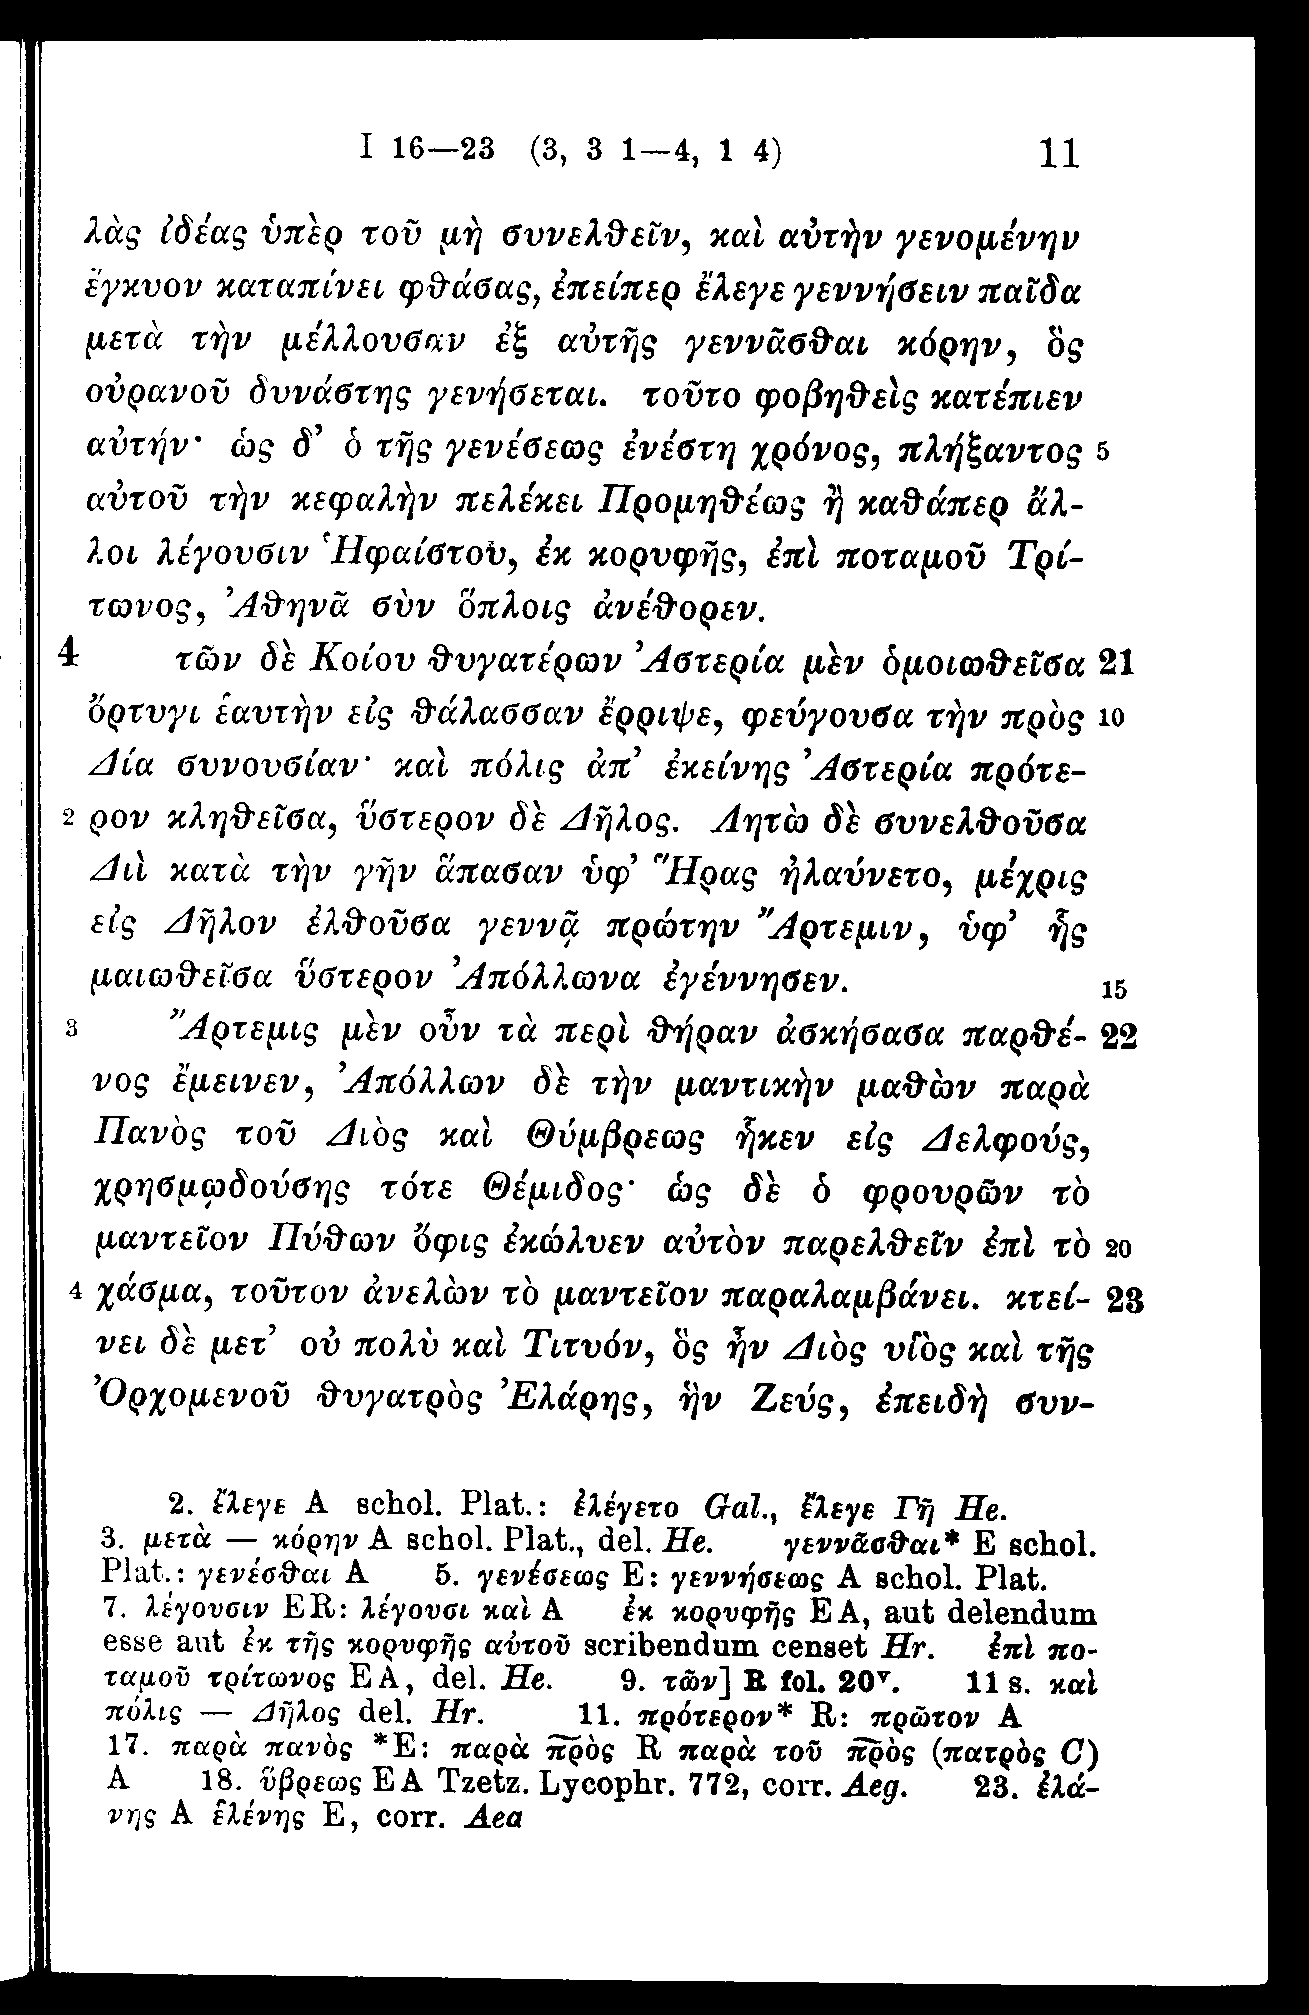 I 16—23 (3, 3 1—4, 1 4) 11
λὰς ἰδέας ὑπὲρ τοῦ μὴ συνελθεῖν, καὶ αὐτὴν γενομένην
ἔγκυον καταπίνει φθάσας, ἐπείπερ ἔλεγε γεννήσειν παῖδα
μετὰ τὴν μέλλουσαν ἐξ αὐτῆς γεννᾶσθαι κόρην, ὃς
οὐρανοῦ δυνάστης γενήσεται. τοῦτο φοβηθεὶς κατέπιεν
αὐτήν· ὡς δ’ ὁ τῆς γενέσεως ἐνέστη χρόνος, πλήξαντος 5
αὐτοῦ τὴν κεφαλὴν πελέκει Προμηθέως ἢ καθάπερ ἄλ-
λοι λέγουσιν Ἡφαίστου, ἐκ κορυφῆς, ἐπὶ ποταμοῦ Τρί-
τωνος, Ἀθηνᾶ σὺν ὅπλοις ἀνέθορεν.
4 τῶν δὲ Κοίου θυγατέρων Ἀστερία μὲν ὁμοιωθεῖσα 21
ὄρτυγι ἑαυτὴν εἰς θάλασσαν ἔρριψε, φεύγουσα τὴν πρὸς 10
Δία συνουσίαν· καὶ πόλις ἀπ’ ἐκείνης Ἀστερία πρότε-
2 ρον κληθεῖσα, ὕστερον δὲ Δῆλος. Λητὼ δὲ συνελθοῦσα
Διὶ κατὰ τὴν γῆν ἅπασαν ὑφ’ Ἥρας ἠλαύνετο, μέχρις
εἰς Δῆλον ἐλθοῦσα γεννᾷ πρώτην Ἄρτεμιν, ὑφ’ ἧς
μαιωθεῖσα ὕστερον Ἀπόλλωνα ἐγέννησεν. 15
3 Ἄρτεμις μὲν οὖν τὰ περὶ θήραν ἀσκήσασα παρθέ- 22
νος ἔμεινεν, Ἀπόλλων δὲ τὴν μαντικὴν μαθὼν παρὰ
Πανὸς τοῦ Διὸς καὶ Θύμβρεως ἧκεν εἰς Δελφούς,
χρησμῳδούσης τότε Θέμιδος· ὡς δὲ ὁ φρουρῶν τὸ
μαντεῖον Πύθων ὄφις ἐκώλυεν αὐτὸν παρελθεῖν ἐπὶ τὸ 20
4 χάσμα, τοῦτον ἀνελὼν τὸ μαντεῖον παραλαμβάνει. κτεί- 23
νει δὲ μετ’ οὐ πολὺ καὶ Τιτυόν, ὃς ἦν Διὸς υἱὸς καὶ τῆς
Ὀρχομενοῦ θυγατρὸς Ἐλάρης, ἣν Ζεύς, ἐπειδὴ συν-
2. ἔλεγε A schol. Plat.: ἐλέγετο Gal., ἔλεγε Γῆ He.
3. μετὰ — κόρην A schol. Plat., del. He. γεννᾶσθαι* E schol.
Plat.: γενέσθαι A 5. γενέσεως E: γεννήσεως A schol. Plat.
7. λέγουσιν ER: λέγουσι καὶ A ἐκ κορυφῆς EA, aut delendum
esse aut ἐκ τῆς κορυφῆς αὐτοῦ scribendum censet Hr. ἐπὶ πο-
ταμοῦ τρίτωνος EA, del. He. 9. τῶν] R fol. 20ᵛ. 11 s. καὶ
πόλις — Δῆλος del. Hr. 11. πρότερον* R: πρῶτον A
17. παρὰ πανὸς *E: παρὰ π̅ρ̅ὸς R παρὰ τοῦ π̅ρ̅ὸς (πατρὸς C)
A 18. ὕβρεως EA Tzetz. Lycophr. 772, corr. Aeg. 23. ἐλά-
νης A ἑλένης E, corr. Aea